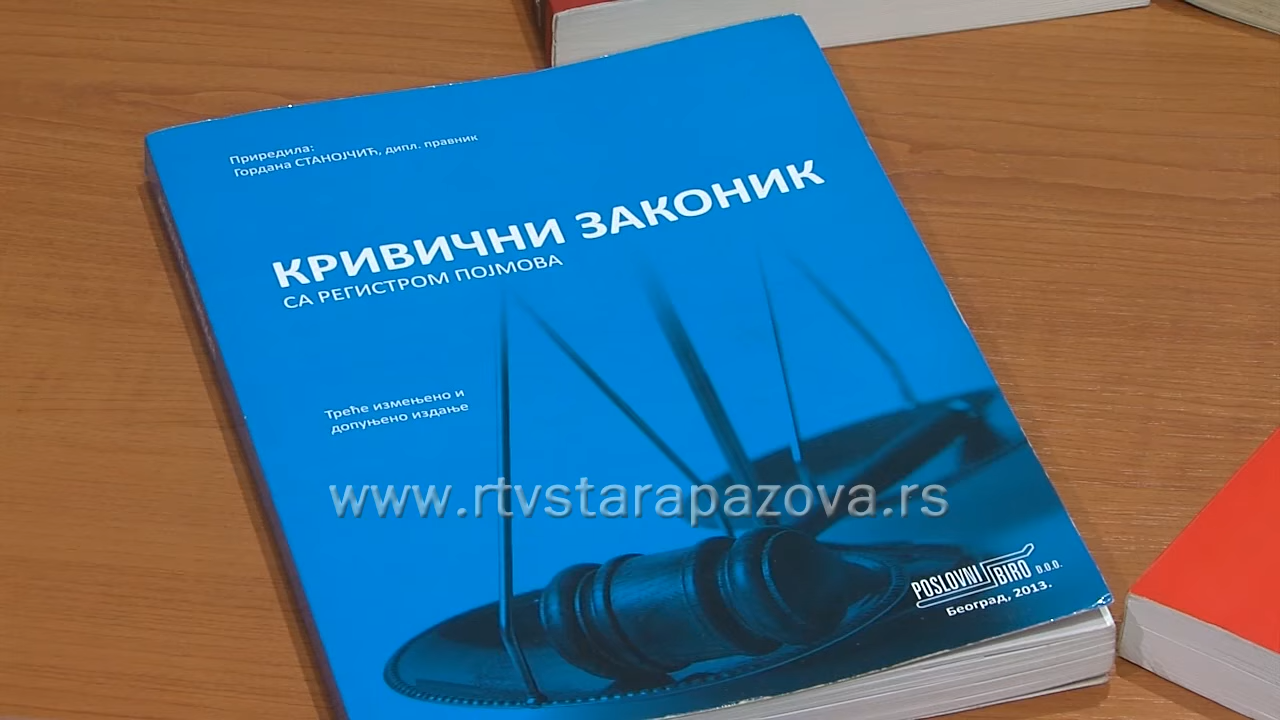 Приредила:
Гордана СТАНОЈЧИЋ, дипл. правник
КРИВИЧНИ ЗАКОНИК
СА РЕГИСТРОМ ПОЈМОВА
Треће измењено и
допуњено издање
www.rtvstarapazova.rs
POSLOVNI BIRO D.O.O.
Београд, 2013.